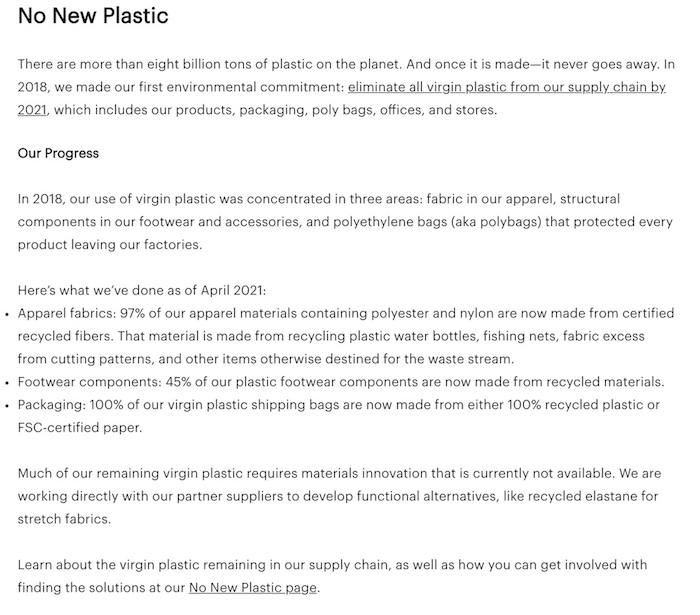 No New Plastic
There are more than eight billion tons of plastic on the planet. And once it is made—it never goes away. In
2018, we made our first environmental commitment: eliminate all virgin plastic from our supply chain by
2021, which includes our products, packaging, poly bags, offices, and stores.
Our Progress
In 2018, our use of virgin plastic was concentrated in three areas: fabric in our apparel, structural
components in our footwear and accessories, and polyethylene bags (aka polybags) that protected every
product leaving our factories.
Here's what we've done as of April 2021:
• Apparel fabrics: 97% of our apparel materials containing polyester and nylon are now made from certified
recycled fibers. That material is made from recycling plastic water bottles, fishing nets, fabric excess
from cutting patterns, and other items otherwise destined for the waste stream.
• Footwear components: 45% of our plastic footwear components are now made from recycled materials.
• Packaging: 100% of our virgin plastic shipping bags are now made from either 100% recycled plastic or
FSC-certified paper.
Much of our remaining virgin plastic requires materials innovation that is currently not available. We are
working directly with our partner suppliers to develop functional alternatives, like recycled elastane for
stretch fabrics.
Learn about the virgin plastic remaining in our supply chain, as well as how you can get involved with
finding the solutions at our No New Plastic page.